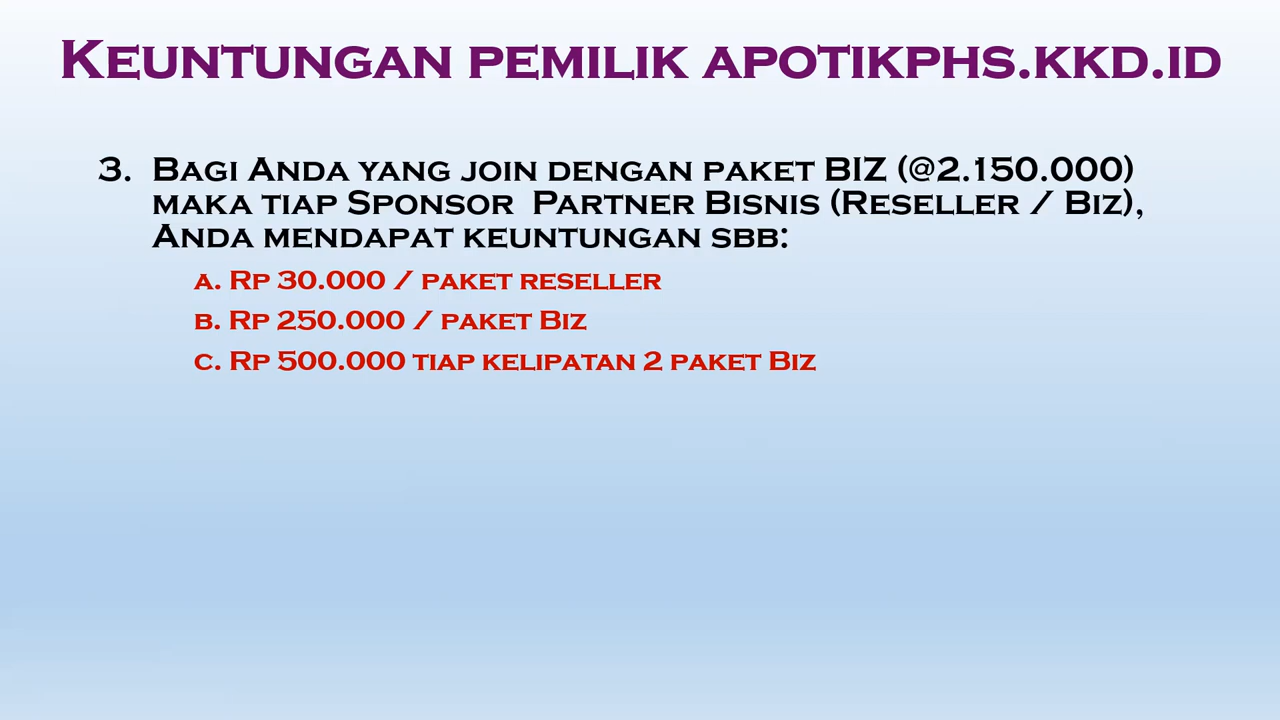 Keuntungan pemilik apotikphs.kkd.id
3. Bagi Anda yang join dengan paket BIZ (@2.150.000)
maka tiap Sponsor Partner Bisnis (Reseller / Biz),
Anda mendapat keuntungan sbb:
a. Rp 30.000 / paket reseller
b. Rp 250.000 / paket Biz
c. Rp 500.000 tiap kelipatan 2 paket Biz